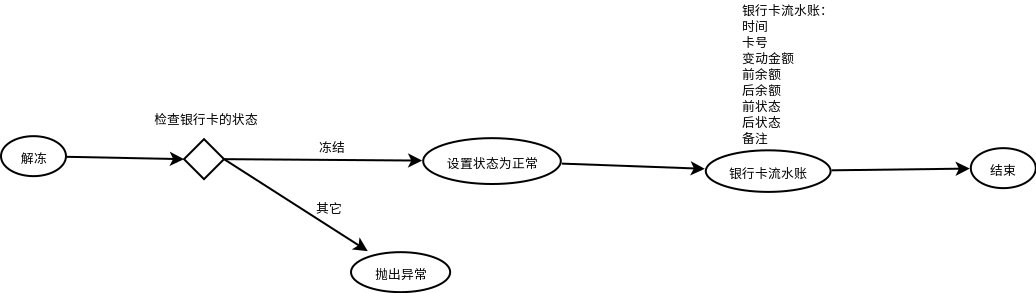 银行卡流水账：
时间
卡号
变动金额
前余额
后余额
前状态
后状态
备注
检查银行卡的状态
解冻
冻结
设置状态为正常
银行卡流水账
结束
其它
抛出异常